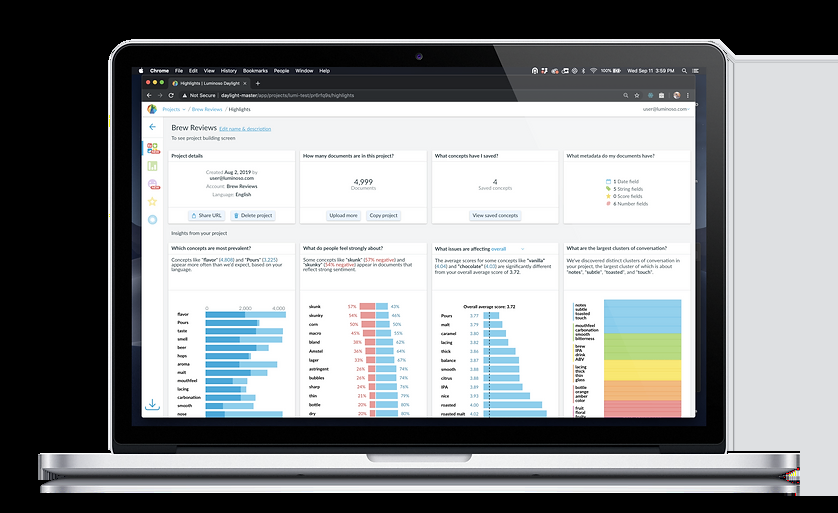 Chrome File Edit View History Bookmarks People Window Help
100% Wed Sep 11 3:59 PM
Highlights | Luminoso Daylight
Not Secure | daylight-master/app/projects/lumi-test/pr6rfq9s/highlights
Projects / Brew Reviews / Highlights
user@luminoso.com
Brew Reviews Edit name & description
To see project building screen
Project details
Created Aug 2, 2019 by
user@luminoso.com
Account: Brew Reviews
Language: English
Share URL Delete project
How many documents are in this project?
4,999
Documents
Upload more Copy project
What concepts have I saved?
4
Saved concepts
View saved concepts
What metadata do my documents have?
1 Date field
5 String fields
0 Score fields
6 Number fields
Insights from your project
Which concepts are most prevalent?
Concepts like "flavor" (4,808) and "Pours" (3,225)
appear more often than we'd expect, based on your
language.
0 2,000 4,000
flavor
Pours
taste
smell
beer
hops
aroma
malt
mouthfeel
lacing
carbonation
smooth
nose
What do people feel strongly about?
Some concepts like "skunk" (57% negative) and
"skunky" (54% negative) appear in documents that
reflect strong sentiment.
skunk 57% 43%
skunky 54% 46%
corn 50% 50%
macro 45% 55%
bland 38% 62%
Amstel 36% 64%
lager 33% 67%
astringent 26% 74%
bubbles 26% 74%
sharp 24% 76%
thin 21% 79%
bottle 20% 80%
dry 20% 80%
What issues are affecting overall
The average scores for some concepts like "vanilla"
(4.04) and "chocolate" (4.03) are significantly different
from your overall average score of 3.72.
Overall average score: 3.72
Pours 3.77
malt 3.79
caramel 3.80
lacing 3.82
thick 3.86
balance 3.87
smooth 3.88
citrus 3.88
IPA 3.89
nice 3.93
roasted 4.00
roasted malt 4.02
What are the largest clusters of conversation?
We've discovered distinct clusters of conversation in
your project, the largest cluster of which is about
"notes", "subtle", "toasted", and "touch".
notes
subtle
toasted
touch
mouthfeel
carbonation
smooth
bitterness
brew
IPA
drink
ABV
lacing
thick
thin
glass
bottle
orange
amber
color
fruit
floral